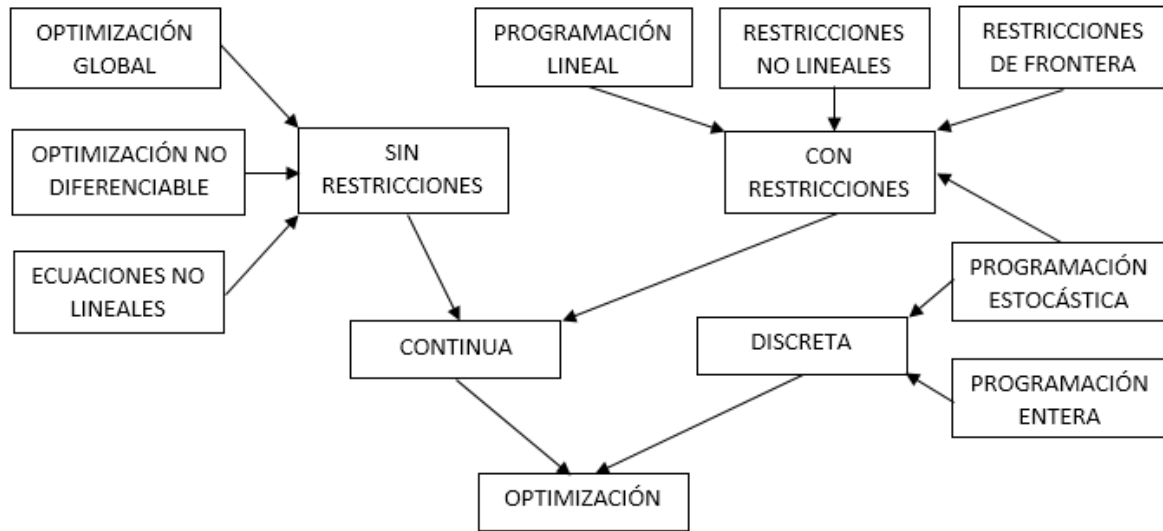 OPTIMIZACIÓN
GLOBAL
PROGRAMACIÓN
LINEAL
RESTRICCIONES
NO LINEALES
RESTRICCIONES
DE FRONTERA
OPTIMIZACIÓN NO
DIFERENCIABLE
SIN
RESTRICCIONES
CON
RESTRICCIONES
ECUACIONES NO
LINEALES
PROGRAMACIÓN
ESTOCÁSTICA
CONTINUA
DISCRETA
PROGRAMACIÓN
ENTERA
OPTIMIZACIÓN